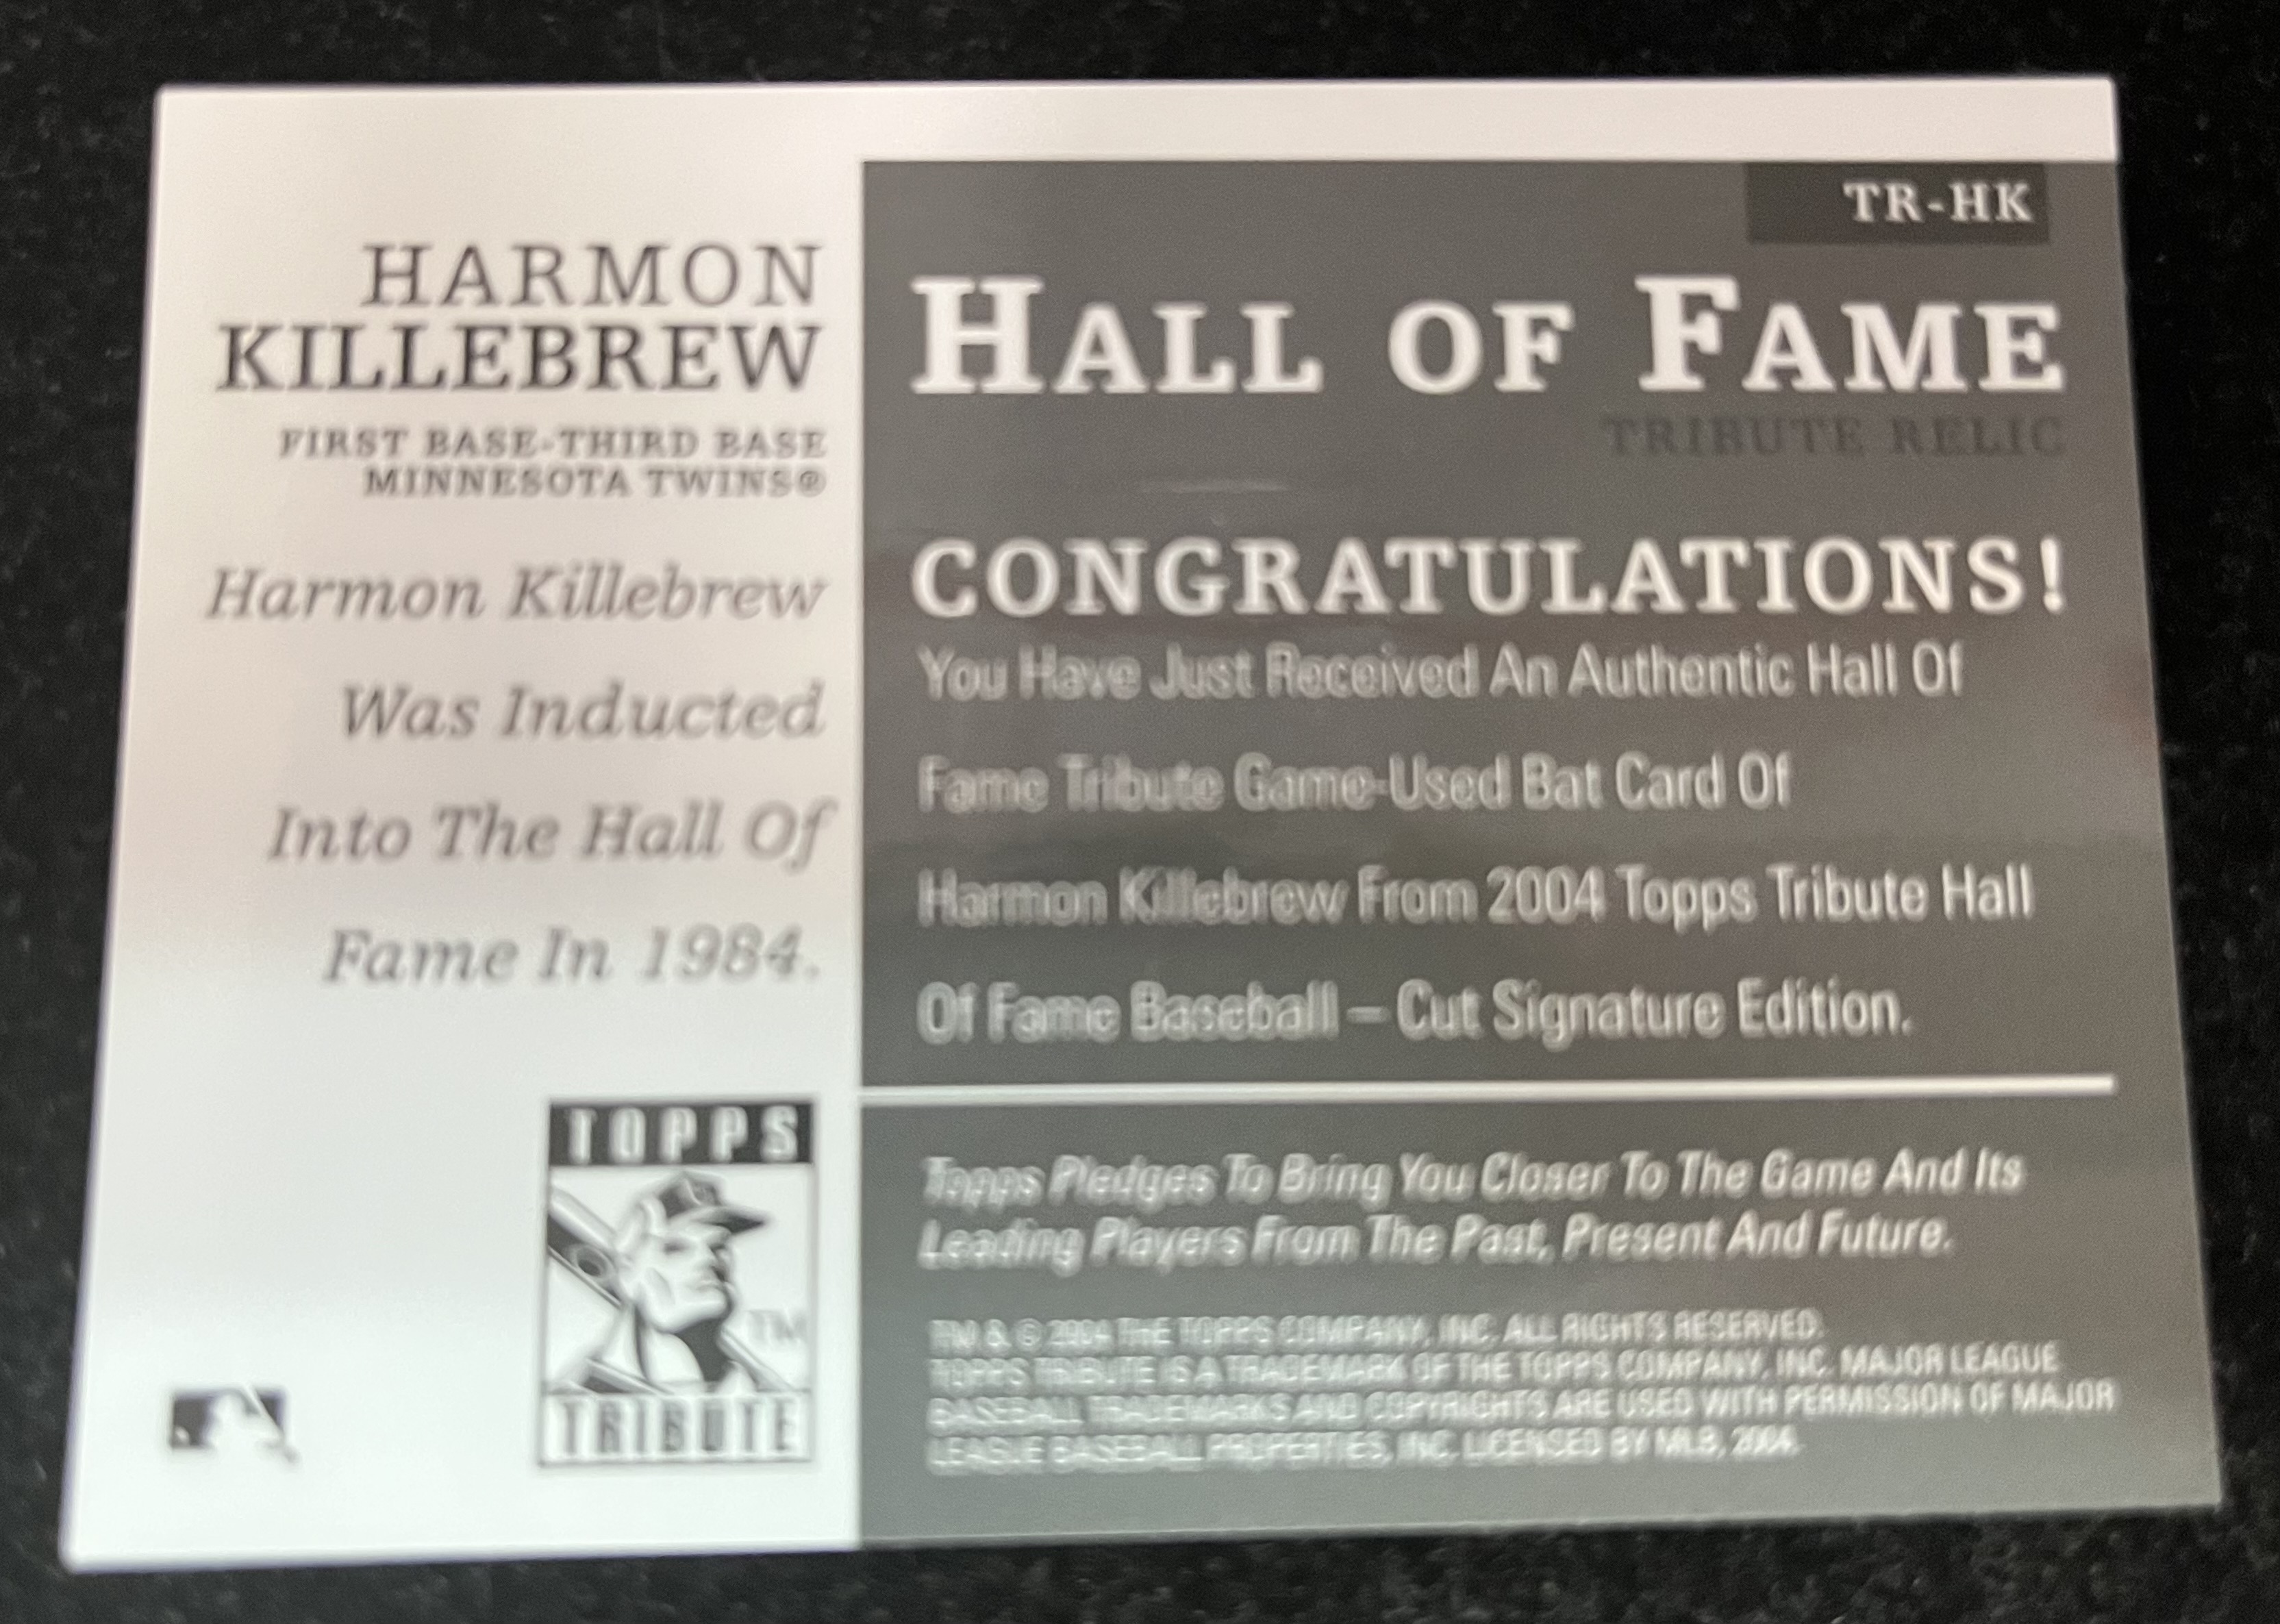 HARMON
KILLEBREW
FIRST BASE-THIRD BASE
MINNESOTA TWINS®
Harmon Killebrew
Was Inducted
Into The Hall Of
Fame In 1984.
TOPPS
TM
TRIBUTE
TR-HK
HALL OF FAME
TRIBUTE RELIC
CONGRATULATIONS!
You Have Just Received An Authentic Hall Of
Fame Tribute Game-Used Bat Card Of
Harmon Killebrew From 2004 Topps Tribute Hall
Of Fame Baseball – Cut Signature Edition.
Topps Pledges To Bring You Closer To The Game And Its
Leading Players From The Past, Present And Future.
TM & © 2004 THE TOPPS COMPANY, INC. ALL RIGHTS RESERVED.
TOPPS TRIBUTE IS A TRADEMARK OF THE TOPPS COMPANY, INC. MAJOR LEAGUE
BASEBALL TRADEMARKS AND COPYRIGHTS ARE USED WITH PERMISSION OF MAJOR
LEAGUE BASEBALL PROPERTIES, INC. LICENSED BY MLB, 2004.